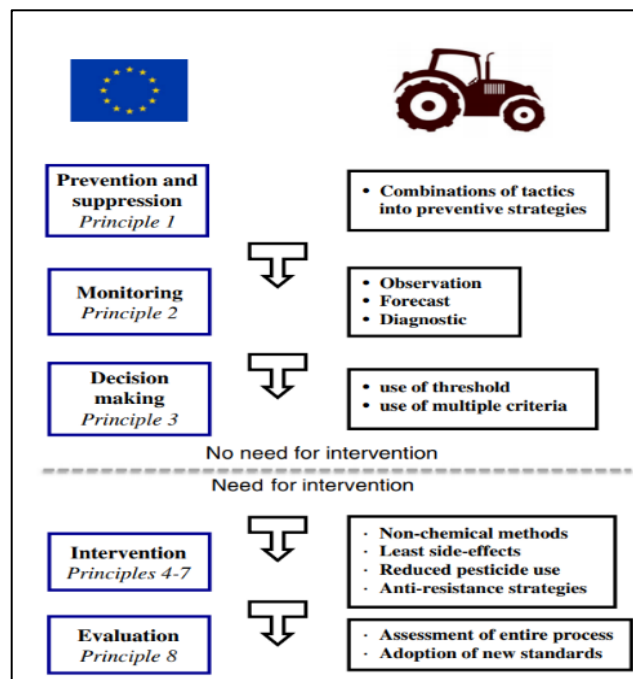 Prevention and
suppression
Principle 1
• Combinations of tactics
into preventive strategies
Monitoring
Principle 2
• Observation
• Forecast
• Diagnostic
Decision
making
Principle 3
• use of threshold
• use of multiple criteria
No need for intervention
Need for intervention
Intervention
Principles 4-7
· Non-chemical methods
· Least side-effects
· Reduced pesticide use
· Anti-resistance strategies
Evaluation
Principle 8
· Assessment of entire process
· Adoption of new standards